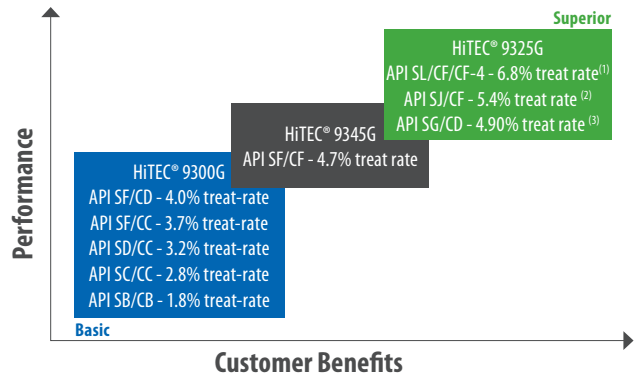 Superior
HiTEC® 9325G
API SL/CF/CF-4 - 6.8% treat rate(1)
API SJ/CF - 5.4% treat rate (2)
API SG/CD - 4.90% treat rate (3)
HiTEC® 9345G
API SF/CF - 4.7% treat rate
HiTEC® 9300G
API SF/CD - 4.0% treat-rate
API SF/CC - 3.7% treat-rate
API SD/CC - 3.2% treat-rate
API SC/CC - 2.8% treat-rate
API SB/CB - 1.8% treat-rate
Basic
Performance
Customer Benefits